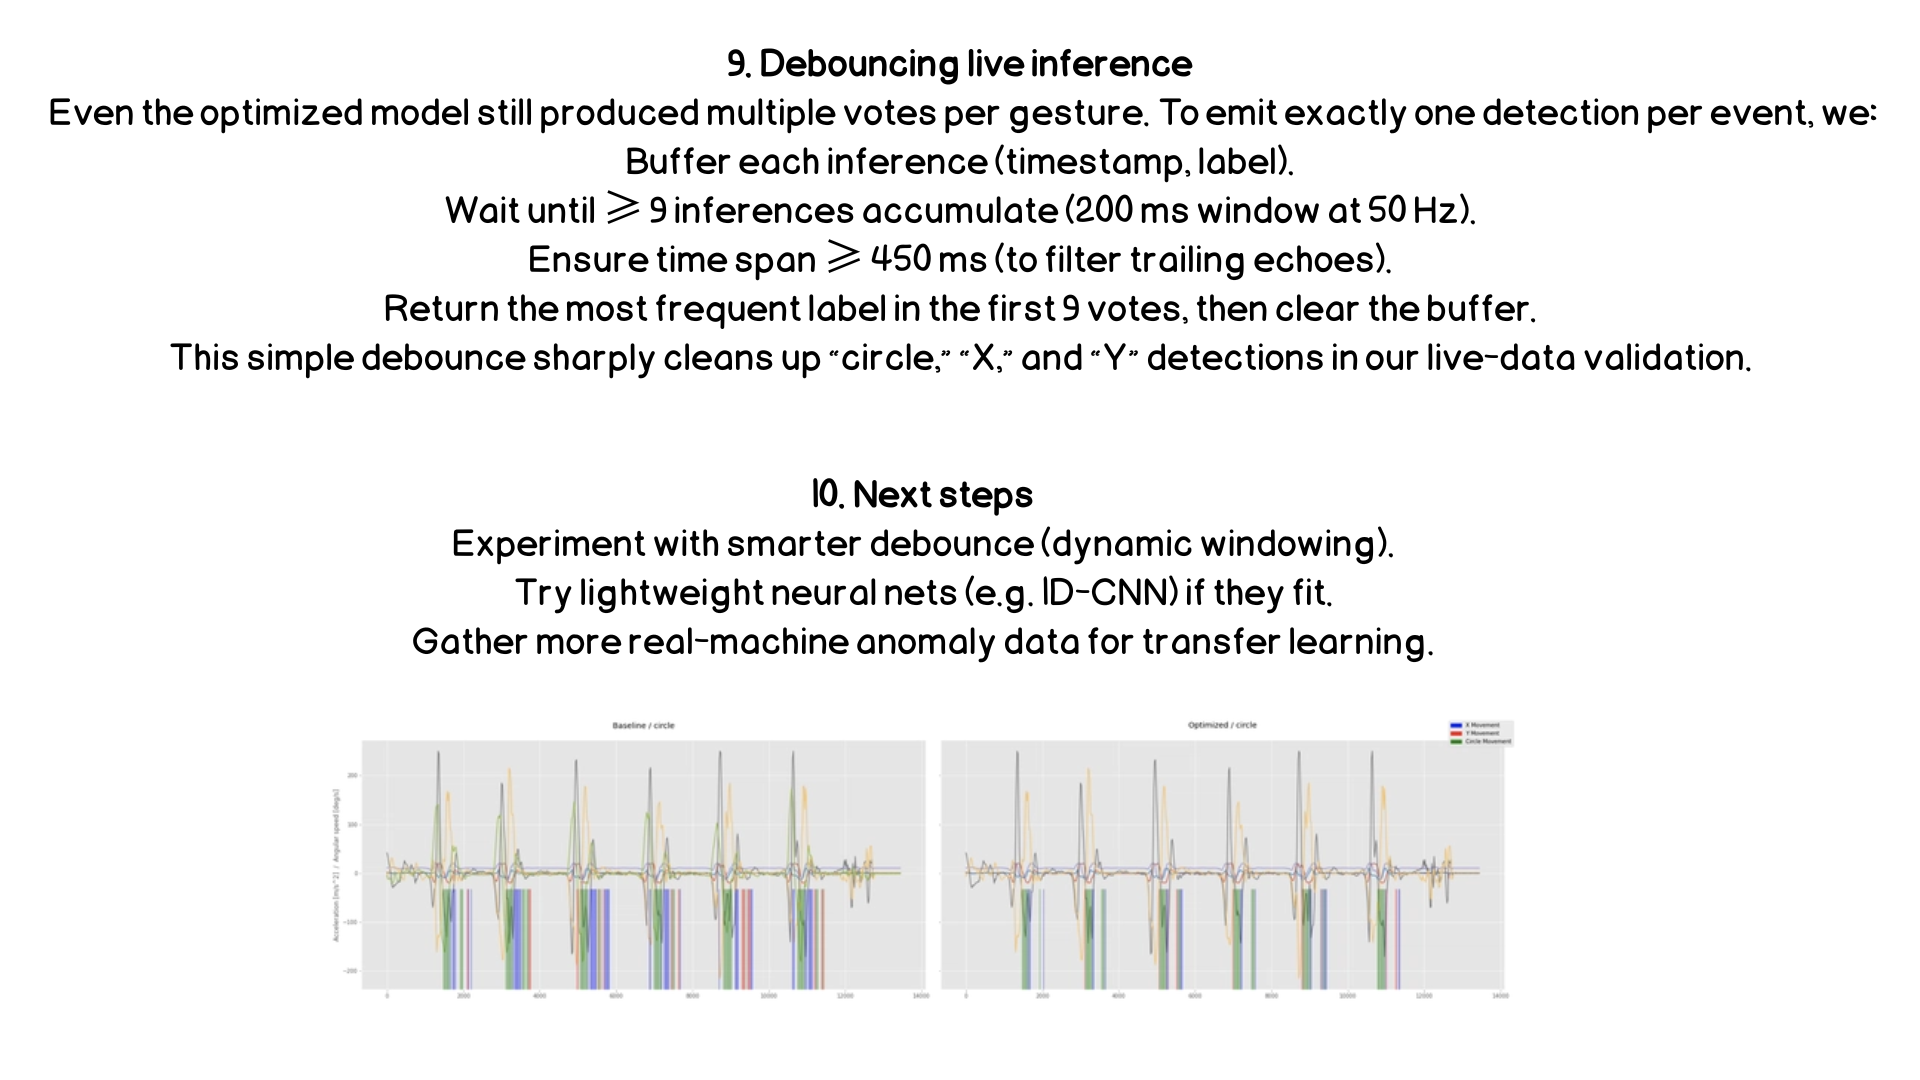 9. Debouncing live inference
Even the optimized model still produced multiple votes per gesture. To emit exactly one detection per event, we:
Buffer each inference (timestamp, label).
Wait until ≥ 9 inferences accumulate (200 ms window at 50 Hz).
Ensure time span ≥ 450 ms (to filter trailing echoes).
Return the most frequent label in the first 9 votes, then clear the buffer.
This simple debounce sharply cleans up “circle,” “X,” and “Y” detections in our live-data validation.
10. Next steps
Experiment with smarter debounce (dynamic windowing).
Try lightweight neural nets (e.g. 1D-CNN) if they fit.
Gather more real-machine anomaly data for transfer learning.
Baseline / circle
Optimized / circle
X Movement
Y Movement
Circle Movement
Acceleration [m/s^2] / Angular speed [deg/s]
200
100
0
-100
-200
0 2000 4000 6000 8000 10000 12000 14000
0 2000 4000 6000 8000 10000 12000 14000